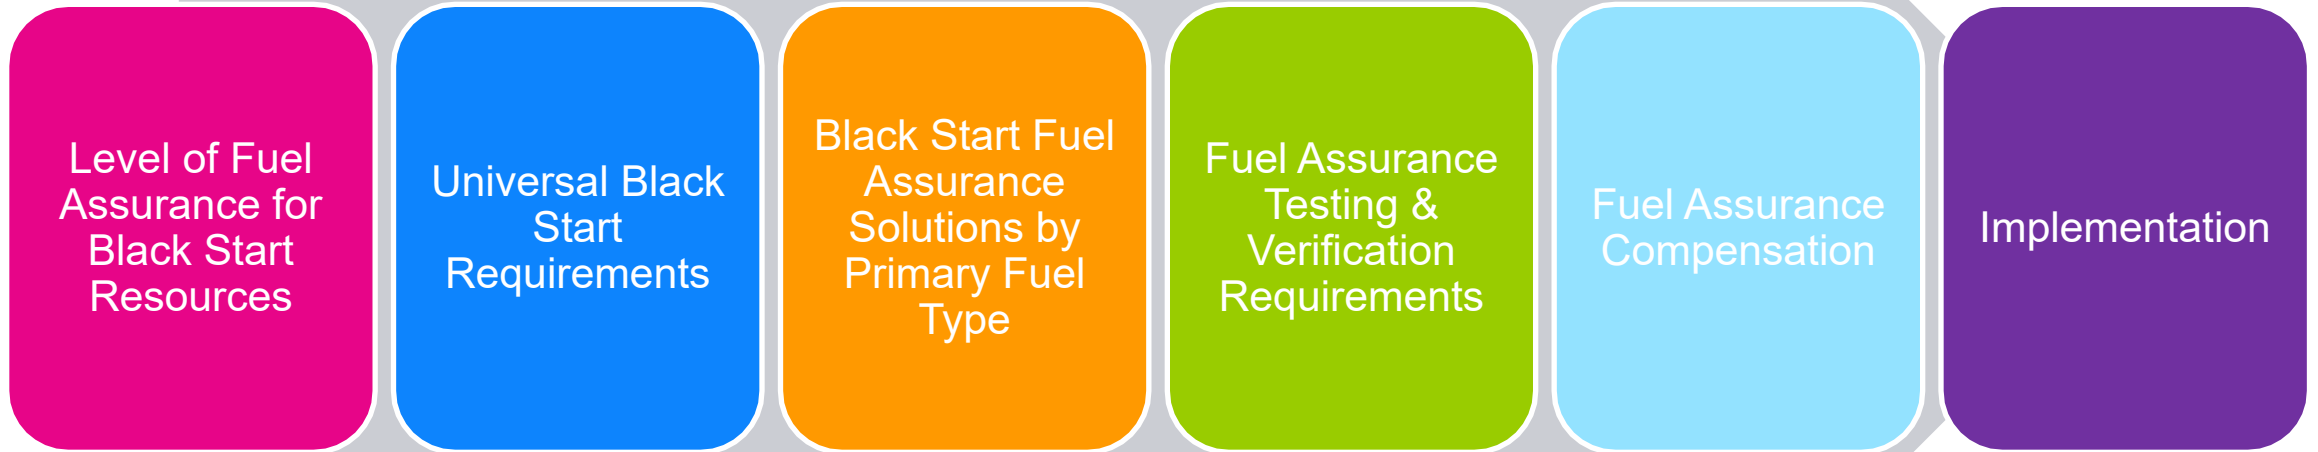 Level of Fuel
Assurance for
Black Start
Resources
Universal Black
Start
Requirements
Black Start Fuel
Assurance
Solutions by
Primary Fuel
Type
Fuel Assurance
Testing &
Verification
Requirements
Fuel Assurance
Compensation
Implementation